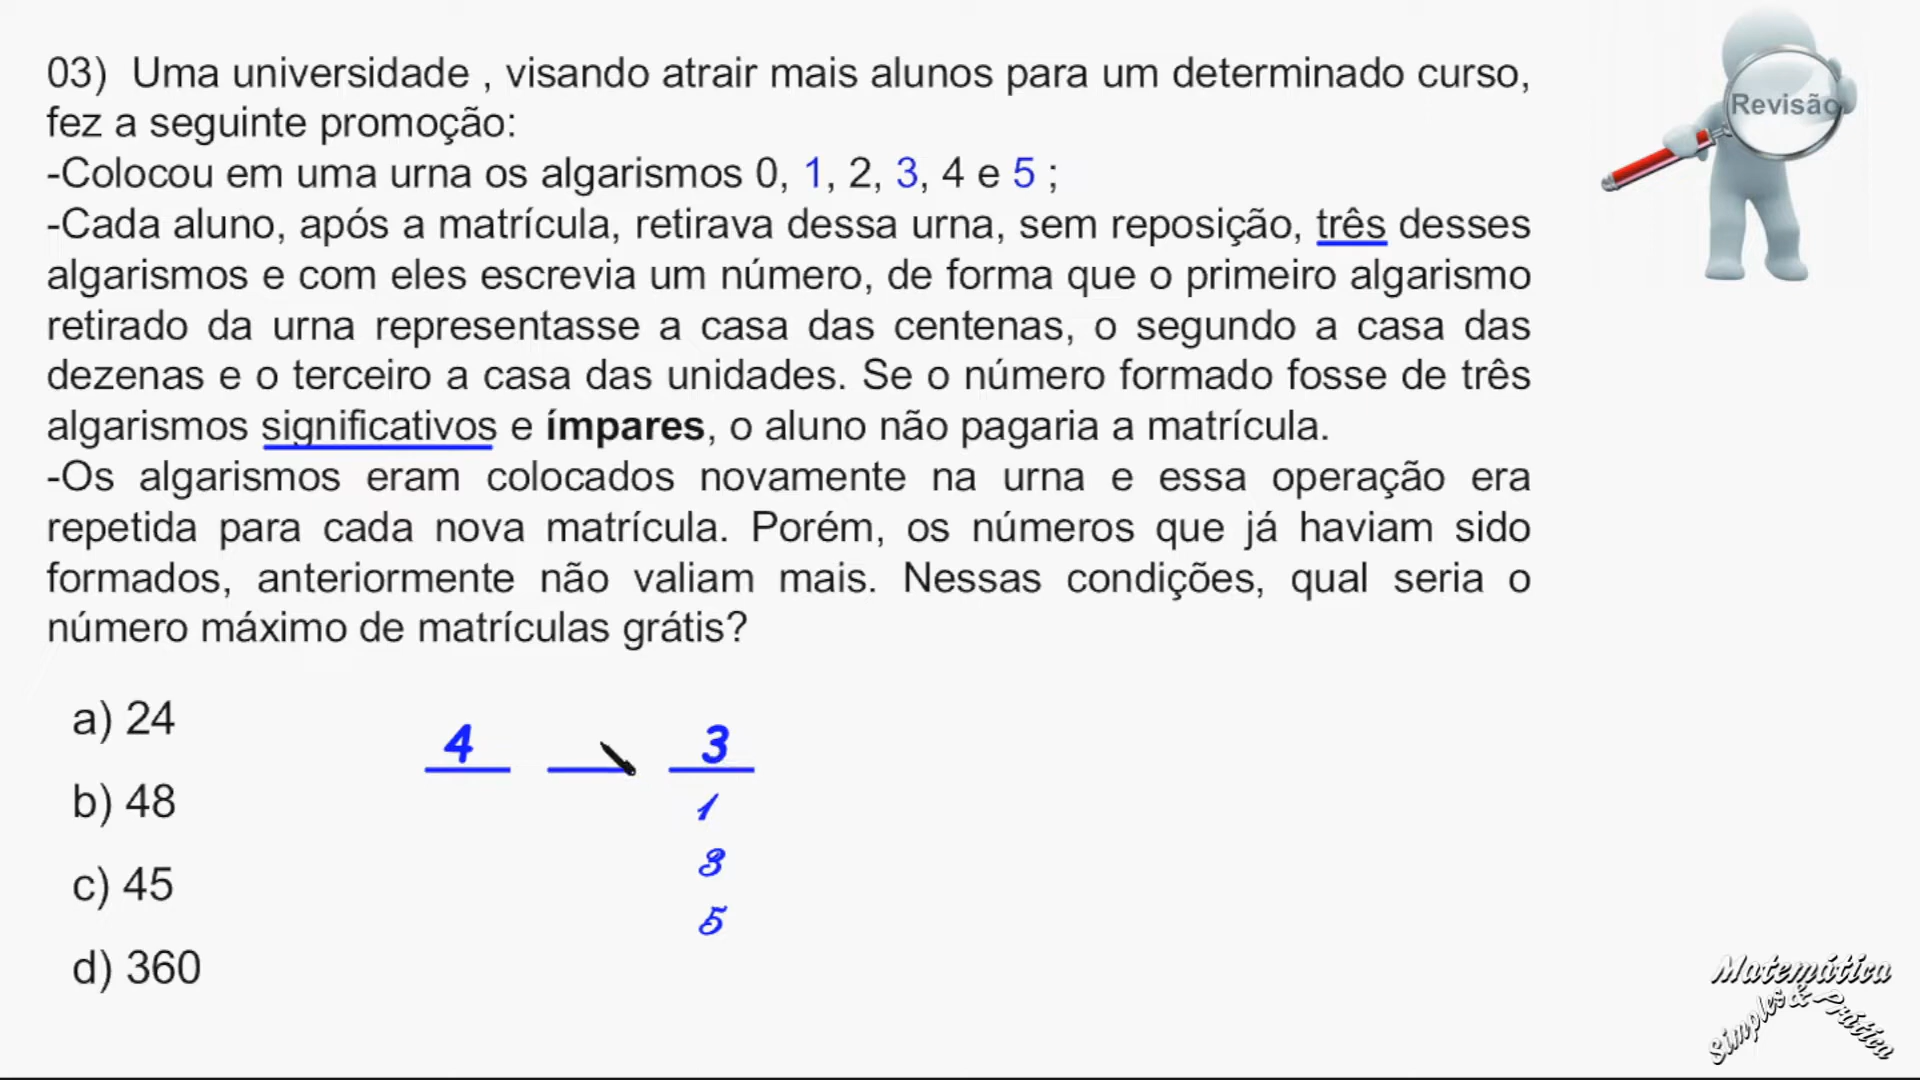 03) Uma universidade , visando atrair mais alunos para um determinado curso,
fez a seguinte promoção:
-Colocou em uma urna os algarismos 0, 1, 2, 3, 4 e 5 ;
-Cada aluno, após a matrícula, retirava dessa urna, sem reposição, três desses
algarismos e com eles escrevia um número, de forma que o primeiro algarismo
retirado da urna representasse a casa das centenas, o segundo a casa das
dezenas e o terceiro a casa das unidades. Se o número formado fosse de três
algarismos significativos e ímpares, o aluno não pagaria a matrícula.
-Os algarismos eram colocados novamente na urna e essa operação era
repetida para cada nova matrícula. Porém, os números que já haviam sido
formados, anteriormente não valiam mais. Nessas condições, qual seria o
número máximo de matrículas grátis?
Revisão
a) 24
b) 48
c) 45
d) 360
4 3
1
3
5
Matemática
Simples & Prática